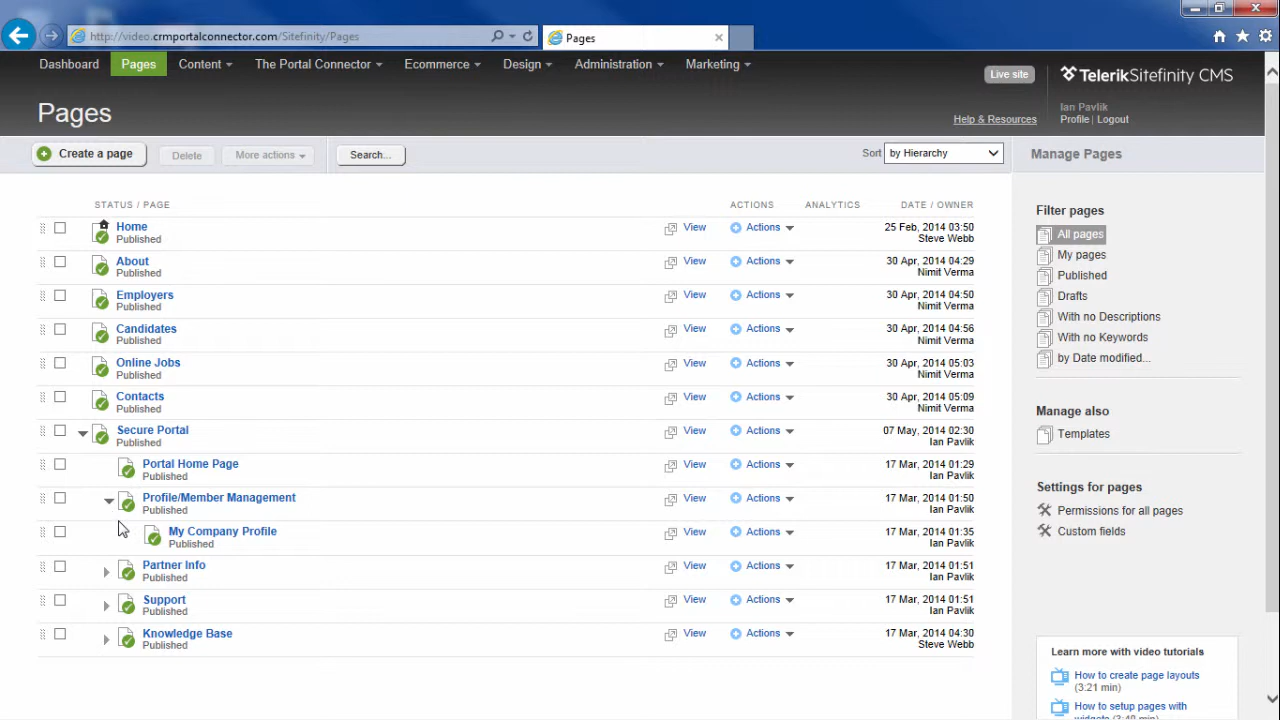 http://video.crmportalconnector.com/Sitefinity/Pages
Pages
Dashboard Pages Content The Portal Connector Ecommerce Design Administration Marketing
Live site
Telerik Sitefinity CMS
Pages
Help & Resources
Ian Pavlik
Profile | Logout
Create a page Delete More actions Search... Sort by Hierarchy Manage Pages
STATUS / PAGE ACTIONS ANALYTICS DATE / OWNER
Home View Actions 25 Feb, 2014 03:50
Published Steve Webb
About View Actions 30 Apr, 2014 04:29
Published Nimit Verma
Employers View Actions 30 Apr, 2014 04:50
Published Nimit Verma
Candidates View Actions 30 Apr, 2014 04:56
Published Nimit Verma
Online Jobs View Actions 30 Apr, 2014 05:03
Published Nimit Verma
Contacts View Actions 30 Apr, 2014 05:09
Published Nimit Verma
Secure Portal View Actions 07 May, 2014 02:30
Published Ian Pavlik
Portal Home Page View Actions 17 Mar, 2014 01:29
Published Ian Pavlik
Profile/Member Management View Actions 17 Mar, 2014 01:50
Published Ian Pavlik
My Company Profile View Actions 17 Mar, 2014 01:35
Published Ian Pavlik
Partner Info View Actions 17 Mar, 2014 01:51
Published Ian Pavlik
Support View Actions 17 Mar, 2014 01:51
Published Ian Pavlik
Knowledge Base View Actions 17 Mar, 2014 04:30
Published Steve Webb
Filter pages
All pages
My pages
Published
Drafts
With no Descriptions
With no Keywords
by Date modified...
Manage also
Templates
Settings for pages
Permissions for all pages
Custom fields
Learn more with video tutorials
How to create page layouts
(3:21 min)
How to setup pages with
widgets (3:48 min)